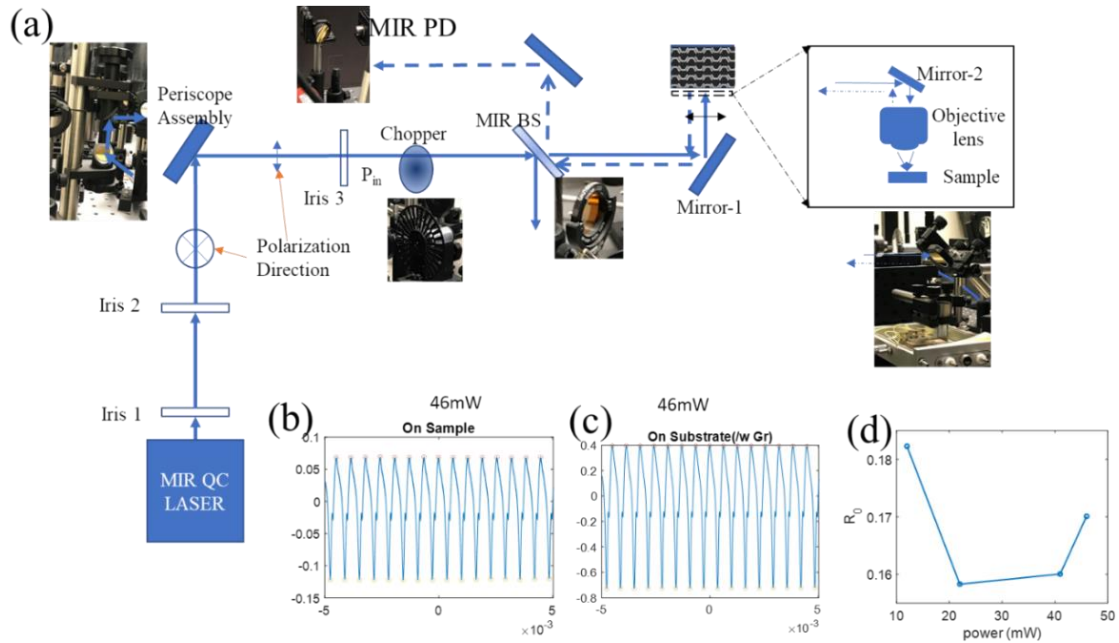 (a)
MIR PD
Periscope
Assembly
Chopper
MIR BS
Mirror-2
Objective
lens
Sample
P_in
Iris 3
Mirror-1
Polarization
Direction
Iris 2
Iris 1
MIR QC
LASER
(b)
46mW
On Sample
0.1
0.05
0
-0.05
-0.1
-0.15
-5
0
5
×10^-3
(c)
46mW
On Substrate(/w Gr)
0.4
0.2
0
-0.2
-0.4
-0.6
-0.8
-5
0
5
×10^-3
(d)
0.18
0.17
0.16
R_0
10
20
30
40
50
power (mW)